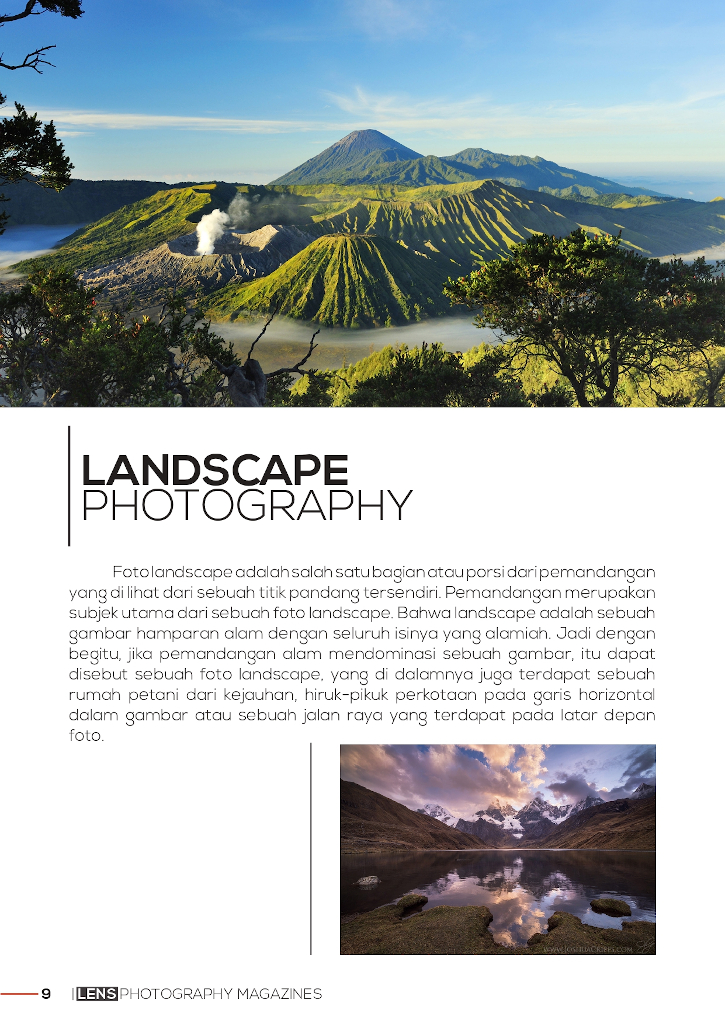 LANDSCAPE
PHOTOGRAPHY
Foto landscape adalah salah satu bagian atau porsi dari pemandangan
yang di lihat dari sebuah titik pandang tersendiri. Pemandangan merupakan
subjek utama dari sebuah foto landscape. Bahwa landscape adalah sebuah
gambar hamparan alam dengan seluruh isinya yang alamiah. Jadi dengan
begitu, jika pemandangan alam mendominasi sebuah gambar, itu dapat
disebut sebuah foto landscape, yang di dalamnya juga terdapat sebuah
rumah petani dari kejauhan, hiruk-pikuk perkotaan pada garis horizontal
dalam gambar atau sebuah jalan raya yang terdapat pada latar depan
foto.
9 | LENS PHOTOGRAPHY MAGAZINES